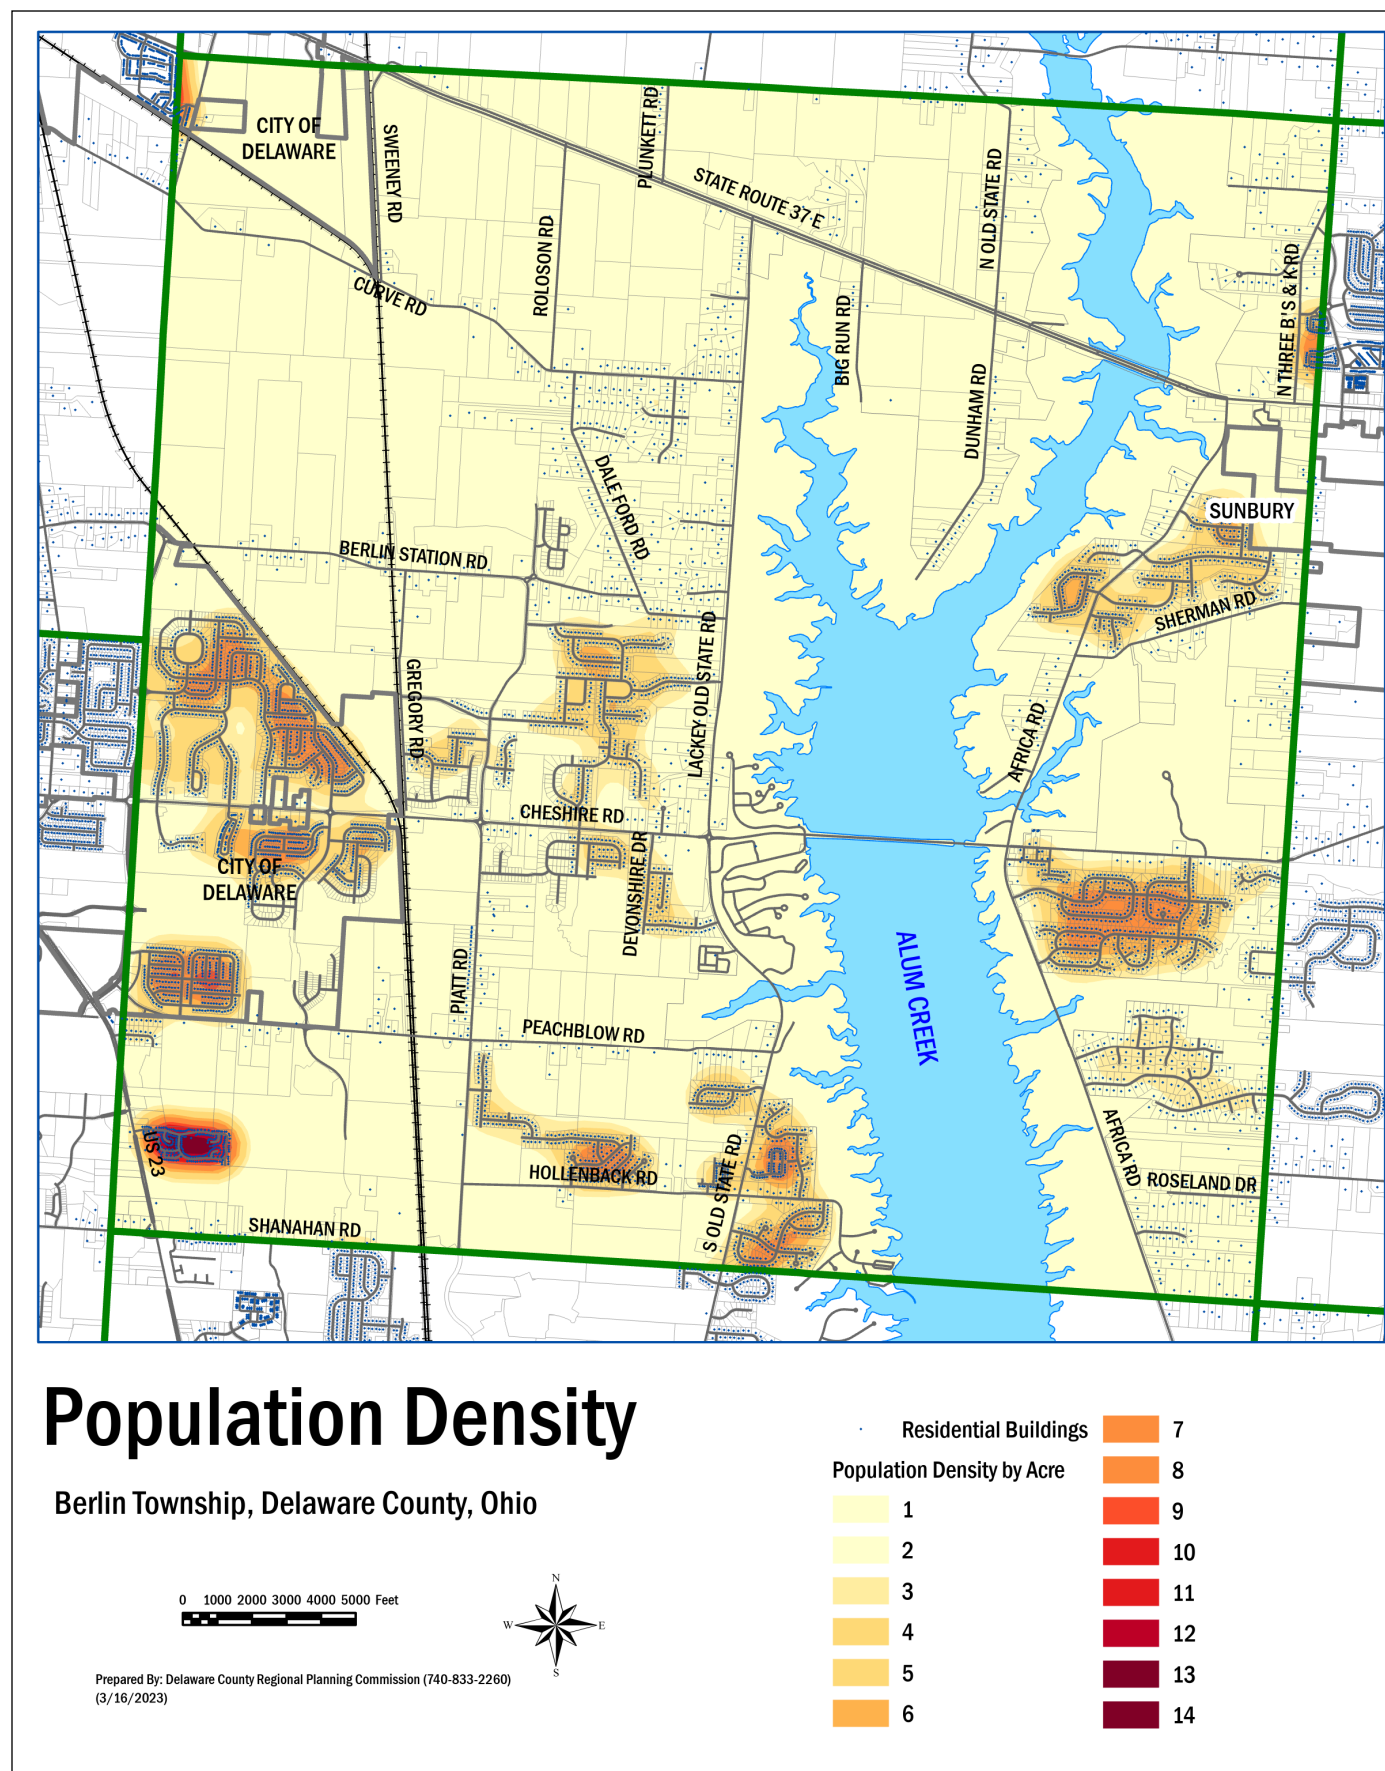 CITY OF
DELAWARE
SWEENEY RD
PLUNKETT RD
STATE ROUTE 37 E
N OLD STATE RD
ROLOSON RD
CURVE RD
BIG RUN RD
N THREE B'S & K RD
DUNHAM RD
DALE FORD RD
SUNBURY
BERLIN STATION RD
SHERMAN RD
GREGORY RD
LACKEY OLD STATE RD
AFRICA RD
CHESHIRE RD
CITY OF
DELAWARE
DEVONSHIRE DR
PIATT RD
ALUM CREEK
PEACHBLOW RD
US 23
HOLLENBACK RD
S OLD STATE RD
AFRICA RD
ROSELAND DR
SHANAHAN RD
Population Density
Berlin Township, Delaware County, Ohio
0 1000 2000 3000 4000 5000 Feet
N
W E
S
Prepared By: Delaware County Regional Planning Commission (740-833-2260)
(3/16/2023)
Residential Buildings
Population Density by Acre
1
2
3
4
5
6
7
8
9
10
11
12
13
14